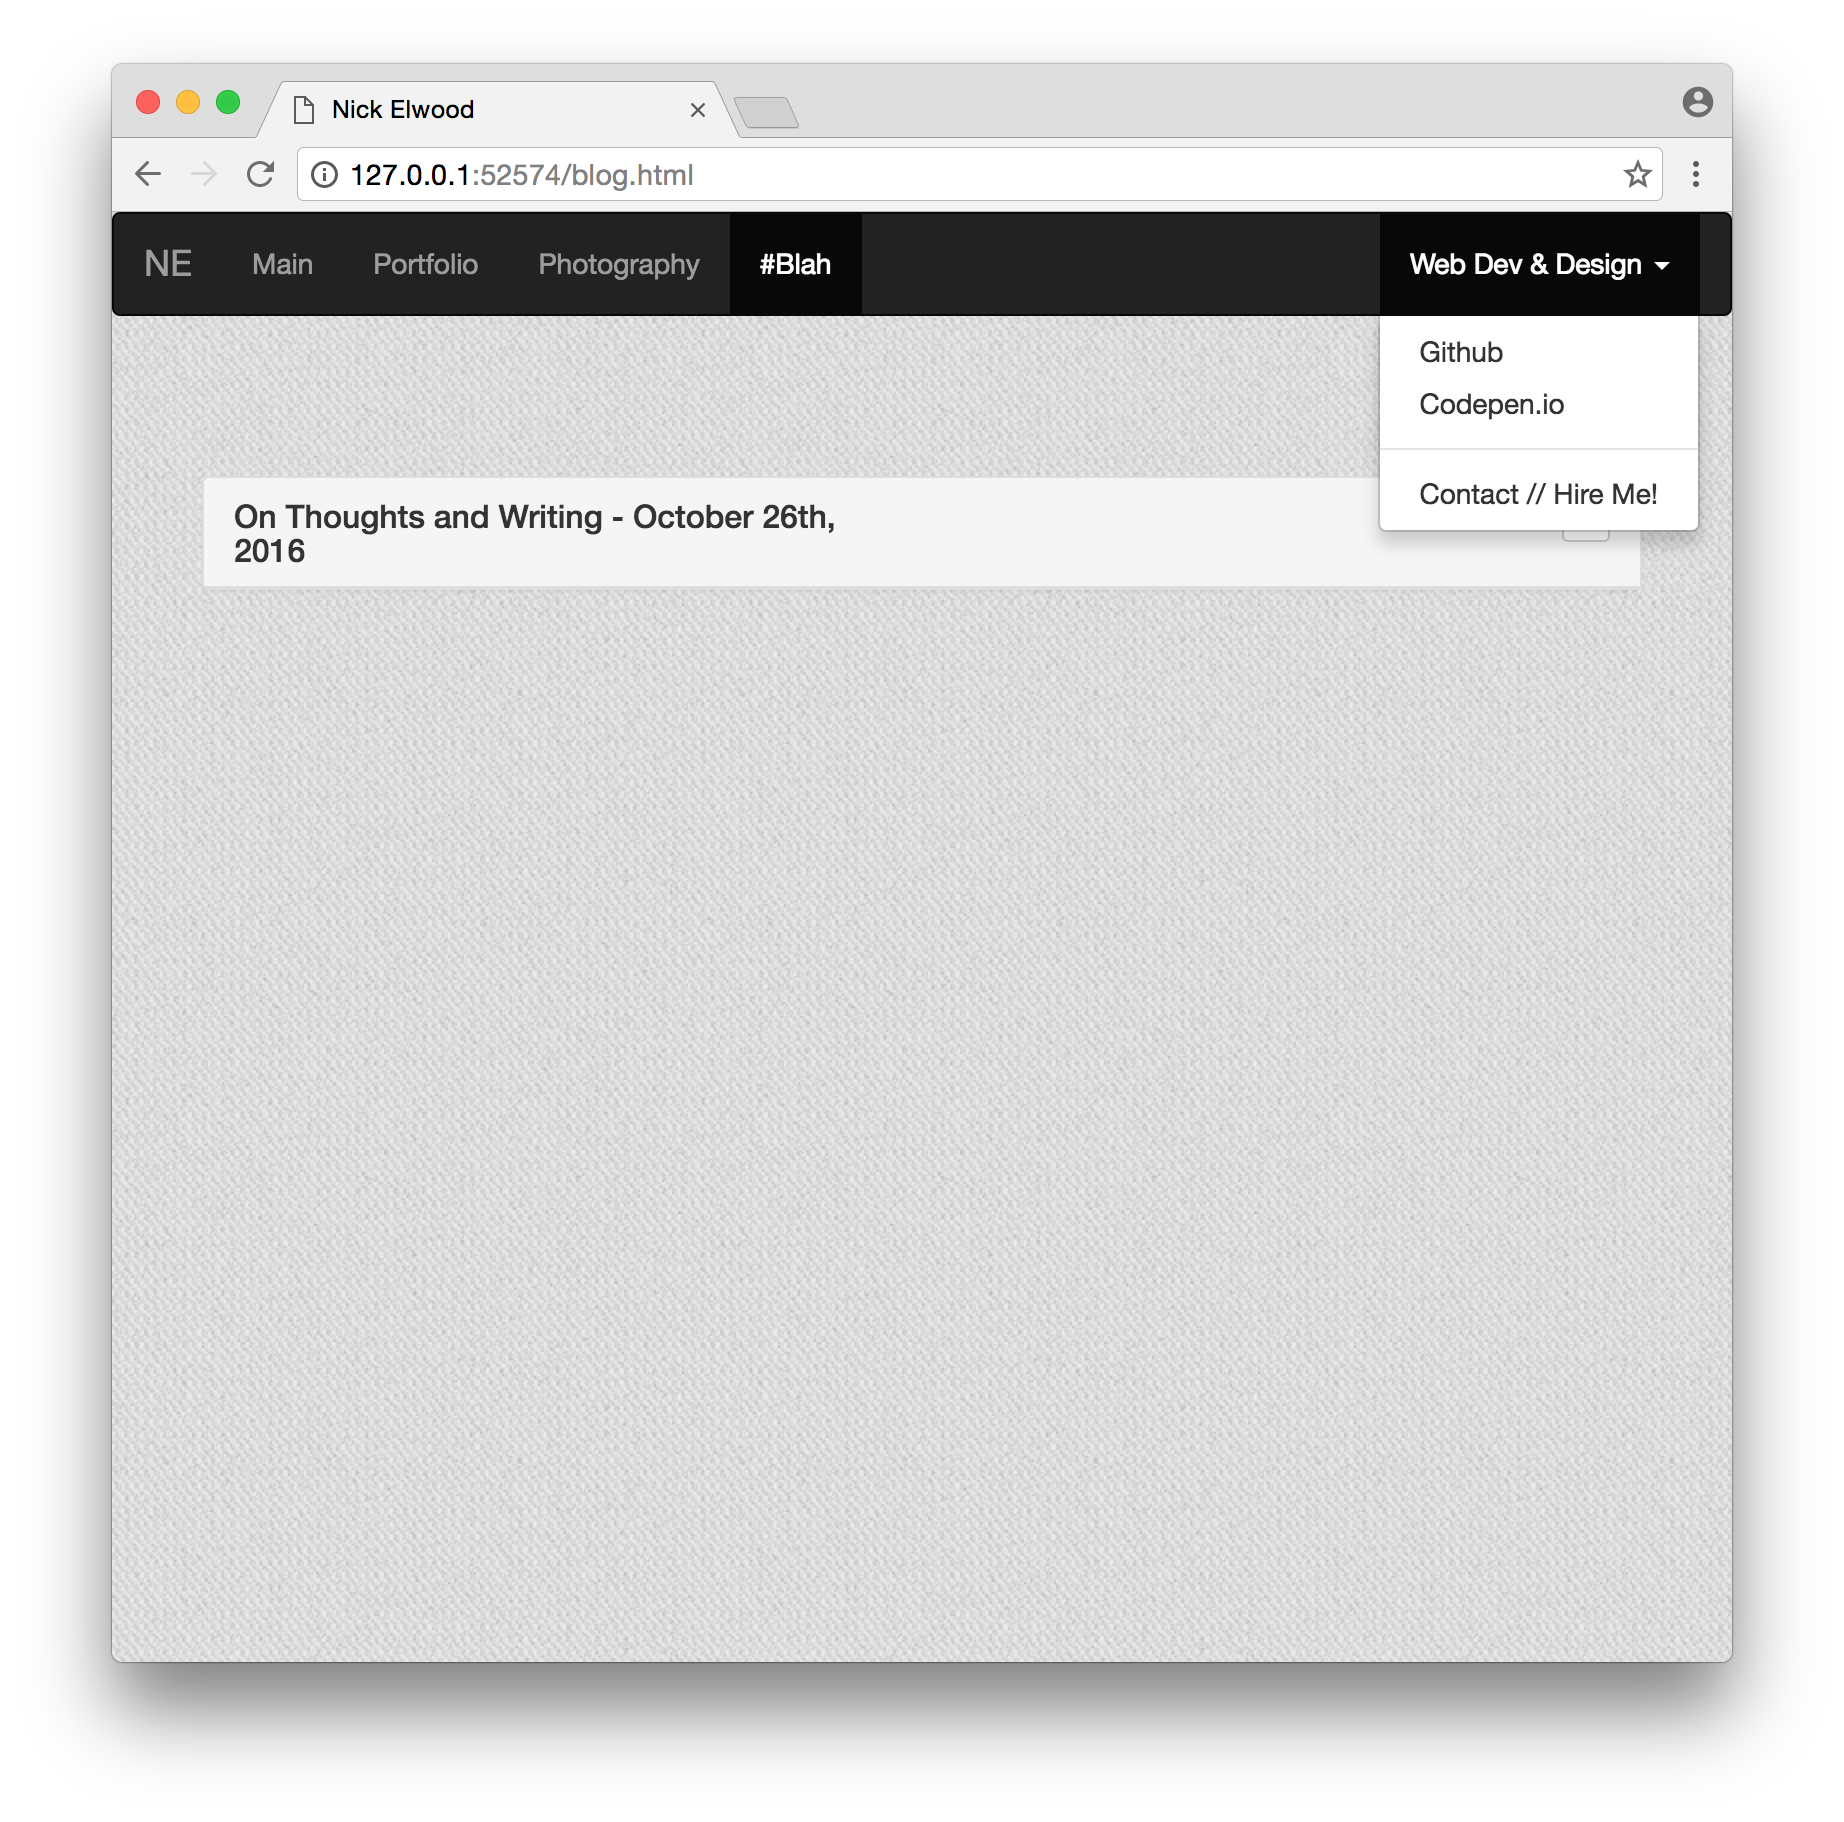 Nick Elwood
127.0.0.1:52574/blog.html
NE Main Portfolio Photography #Blah Web Dev & Design
Github
Codepen.io
Contact // Hire Me!
On Thoughts and Writing - October 26th,
2016